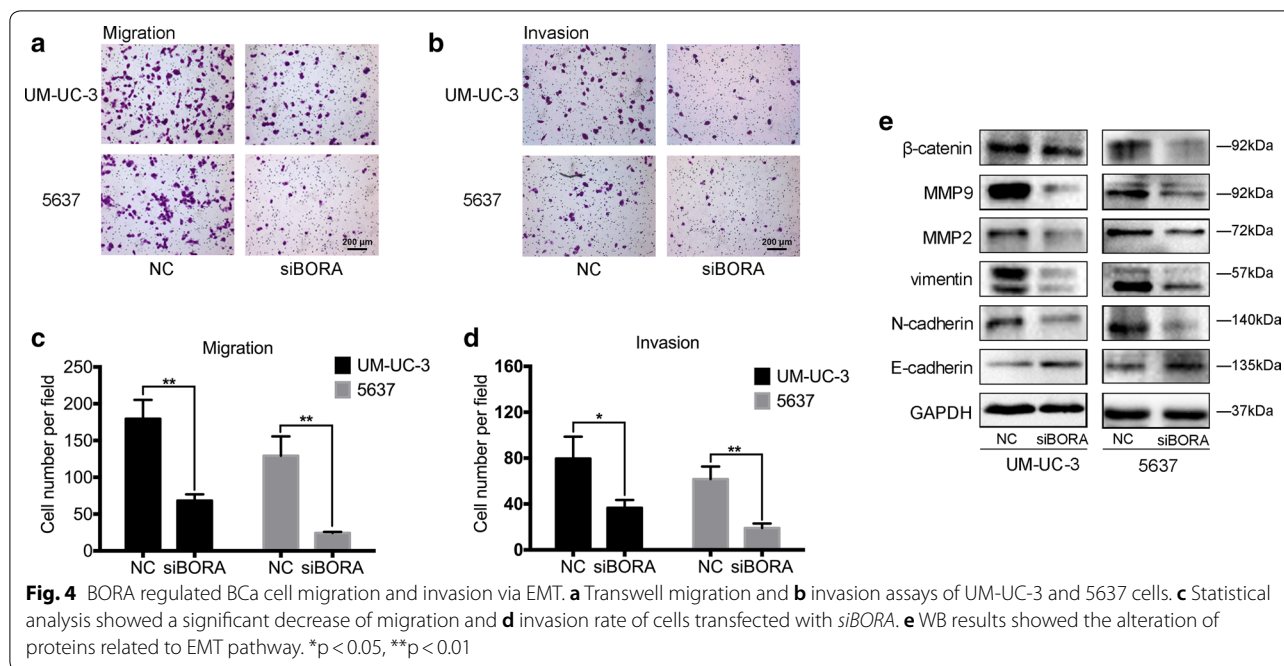 a
Migration
UM-UC-3
5637
200 µm
NC
siBORA
b
Invasion
UM-UC-3
5637
200 µm
NC
siBORA
c
Migration
Cell number per field
250
200
150
100
50
0
**
**
UM-UC-3
5637
NC siBORA NC siBORA
d
Invasion
Cell number per field
160
120
80
40
0
*
**
UM-UC-3
5637
NC siBORA NC siBORA
e
β-catenin —92kDa
MMP9 —92kDa
MMP2 —72kDa
vimentin —57kDa
N-cadherin —140kDa
E-cadherin —135kDa
GAPDH —37kDa
NC siBORA NC siBORA
UM-UC-3 5637
Fig. 4 BORA regulated BCa cell migration and invasion via EMT. a Transwell migration and b invasion assays of UM-UC-3 and 5637 cells. c Statistical
analysis showed a significant decrease of migration and d invasion rate of cells transfected with siBORA. e WB results showed the alteration of
proteins related to EMT pathway. *p < 0.05, **p < 0.01